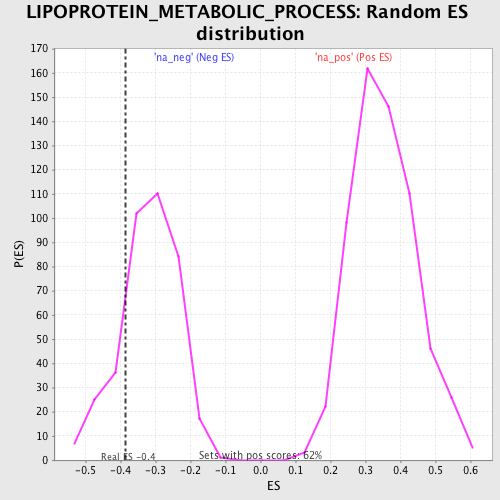 LIPOPROTEIN_METABOLIC_PROCESS: Random ES
distribution
'na_neg' (Neg ES)
'na_pos' (Pos ES)
170
160
150
140
130
120
110
100
90
80
70
60
50
40
30
20
10
0
P(ES)
Real ES -0.4
Sets with pos scores: 62%
-0.5 -0.4 -0.3 -0.2 -0.1 0.0 0.1 0.2 0.3 0.4 0.5 0.6
ES